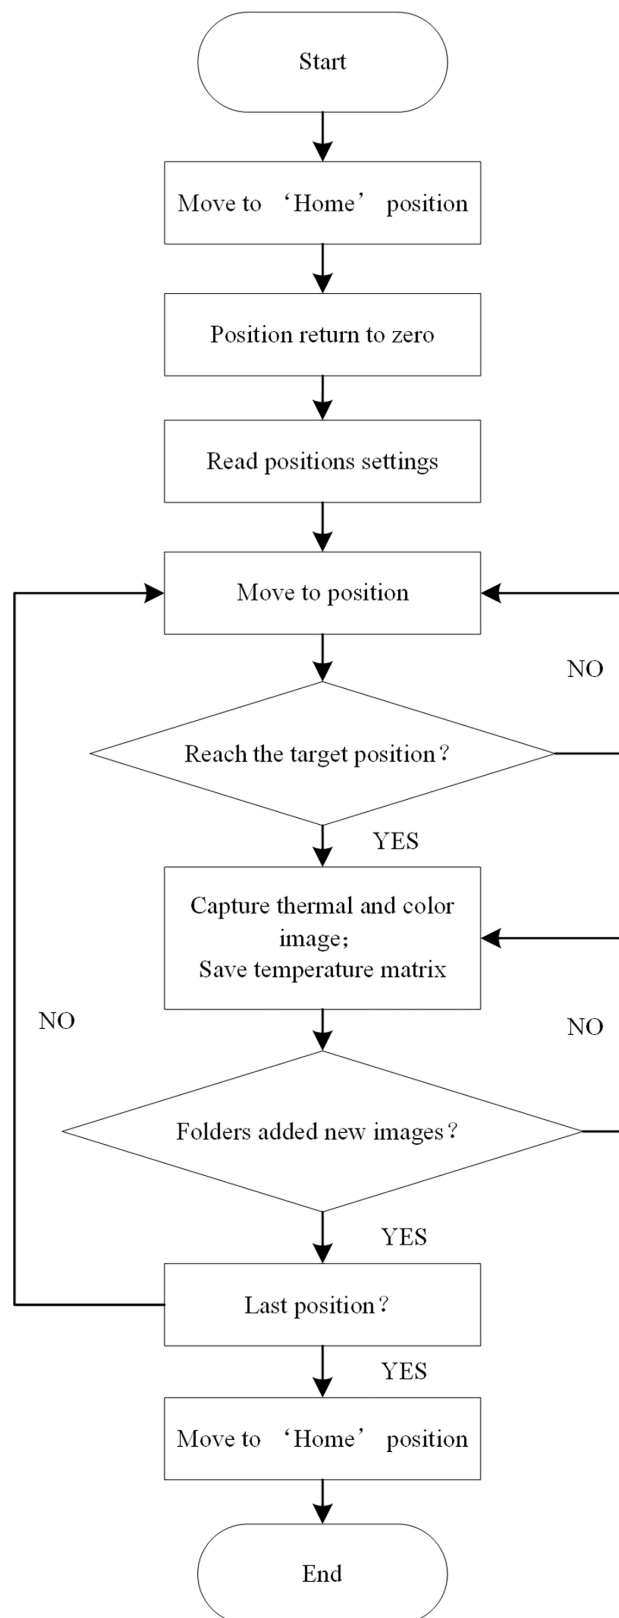 Start
Move to ‘Home’ position
Position return to zero
Read positions settings
Move to position
NO
Reach the target position？
YES
Capture thermal and color
image；
Save temperature matrix
NO
NO
Folders added new images？
YES
Last position？
YES
Move to ‘Home’ position
End